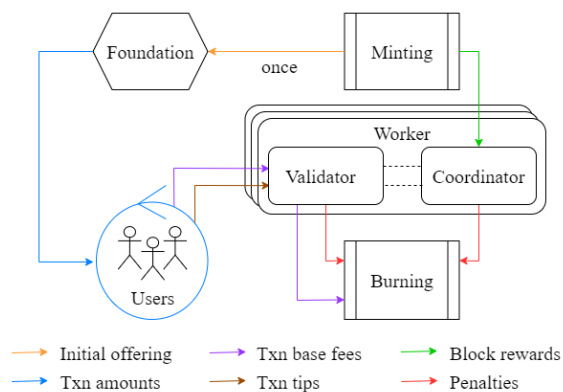 Foundation
once
Minting
Worker
Validator
Coordinator
Users
Burning
Initial offering
Txn base fees
Block rewards
Txn amounts
Txn tips
Penalties